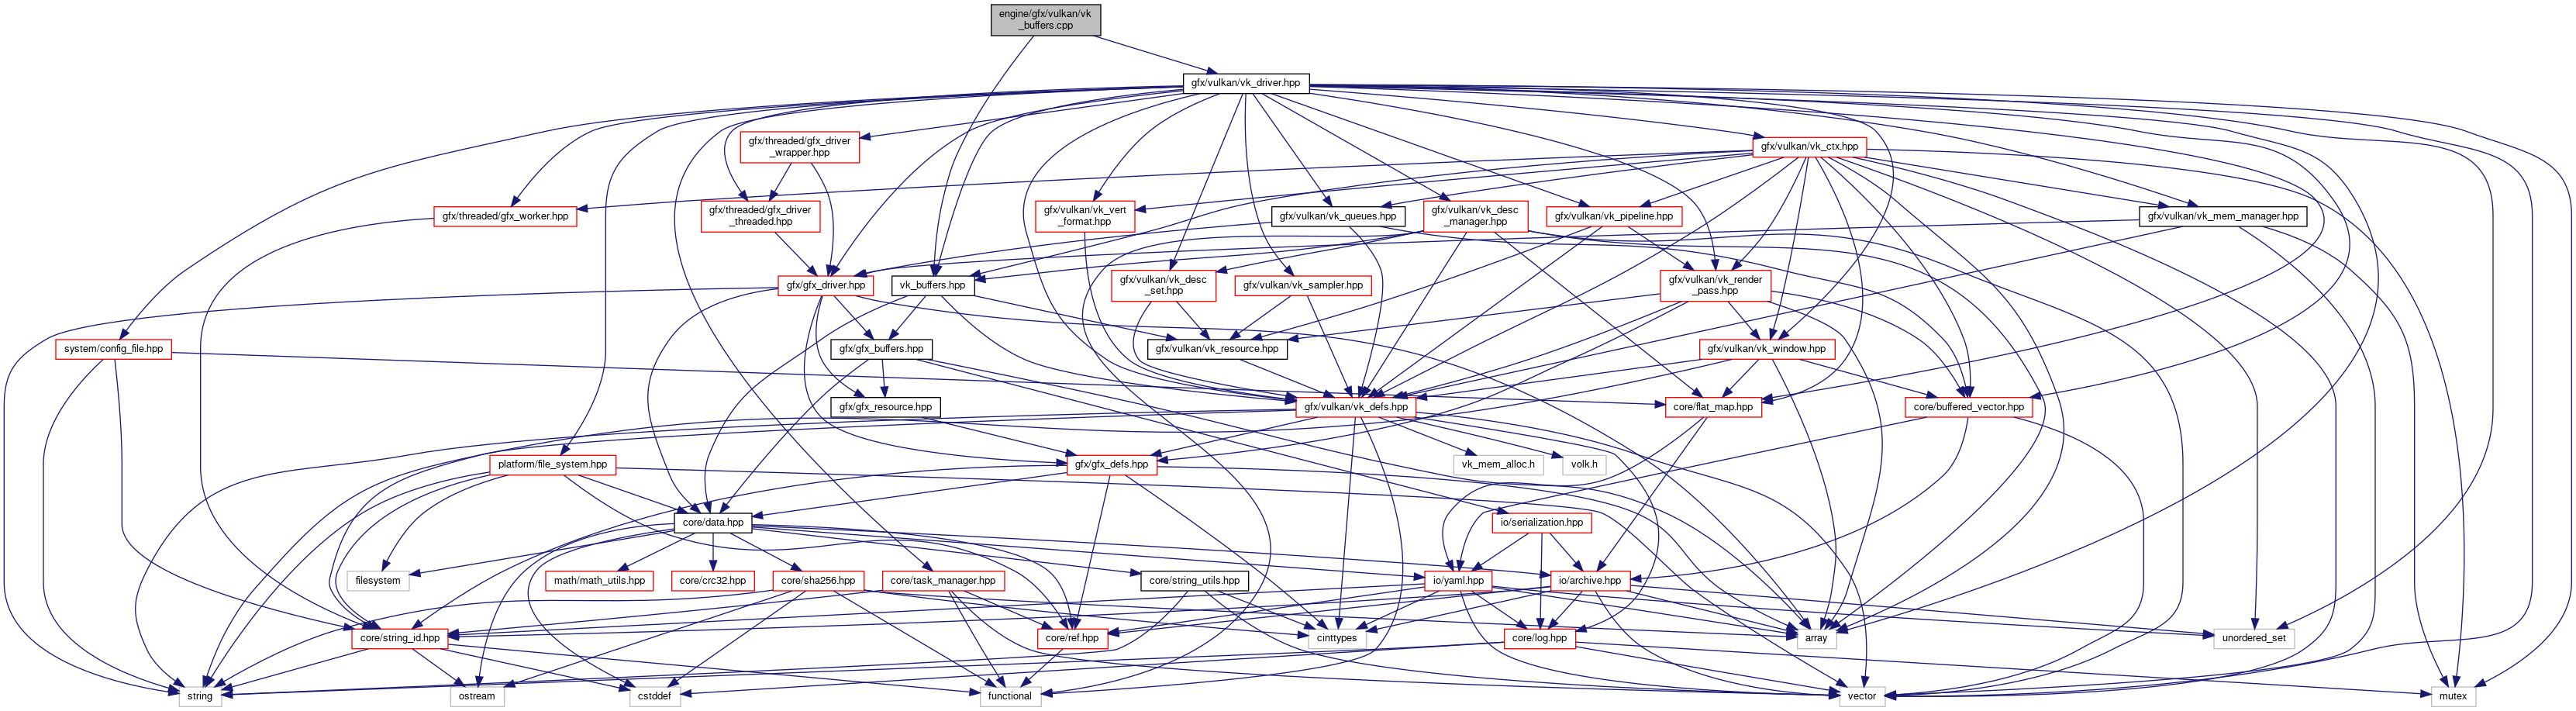 engine/gfx/vulkan/vk
_buffers.cpp
gfx/vulkan/vk_driver.hpp
gfx/threaded/gfx_driver
_wrapper.hpp
gfx/vulkan/vk_ctx.hpp
gfx/threaded/gfx_worker.hpp
gfx/threaded/gfx_driver
_threaded.hpp
gfx/vulkan/vk_vert
_format.hpp
gfx/vulkan/vk_queues.hpp
gfx/vulkan/vk_desc
_manager.hpp
gfx/vulkan/vk_pipeline.hpp
gfx/vulkan/vk_mem_manager.hpp
gfx/gfx_driver.hpp
vk_buffers.hpp
gfx/vulkan/vk_desc
_set.hpp
gfx/vulkan/vk_sampler.hpp
gfx/vulkan/vk_render
_pass.hpp
system/config_file.hpp
gfx/gfx_buffers.hpp
gfx/vulkan/vk_resource.hpp
gfx/vulkan/vk_window.hpp
gfx/gfx_resource.hpp
gfx/vulkan/vk_defs.hpp
core/flat_map.hpp
core/buffered_vector.hpp
platform/file_system.hpp
gfx/gfx_defs.hpp
vk_mem_alloc.h
volk.h
core/data.hpp
io/serialization.hpp
filesystem
math/math_utils.hpp
core/crc32.hpp
core/sha256.hpp
core/task_manager.hpp
core/string_utils.hpp
io/yaml.hpp
io/archive.hpp
core/string_id.hpp
core/ref.hpp
cinttypes
core/log.hpp
array
unordered_set
string
ostream
cstddef
functional
vector
mutex